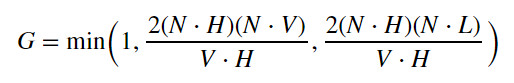 G = min(1, 2(N · H)(N · V) / V · H, 2(N · H)(N · L) / V · H)